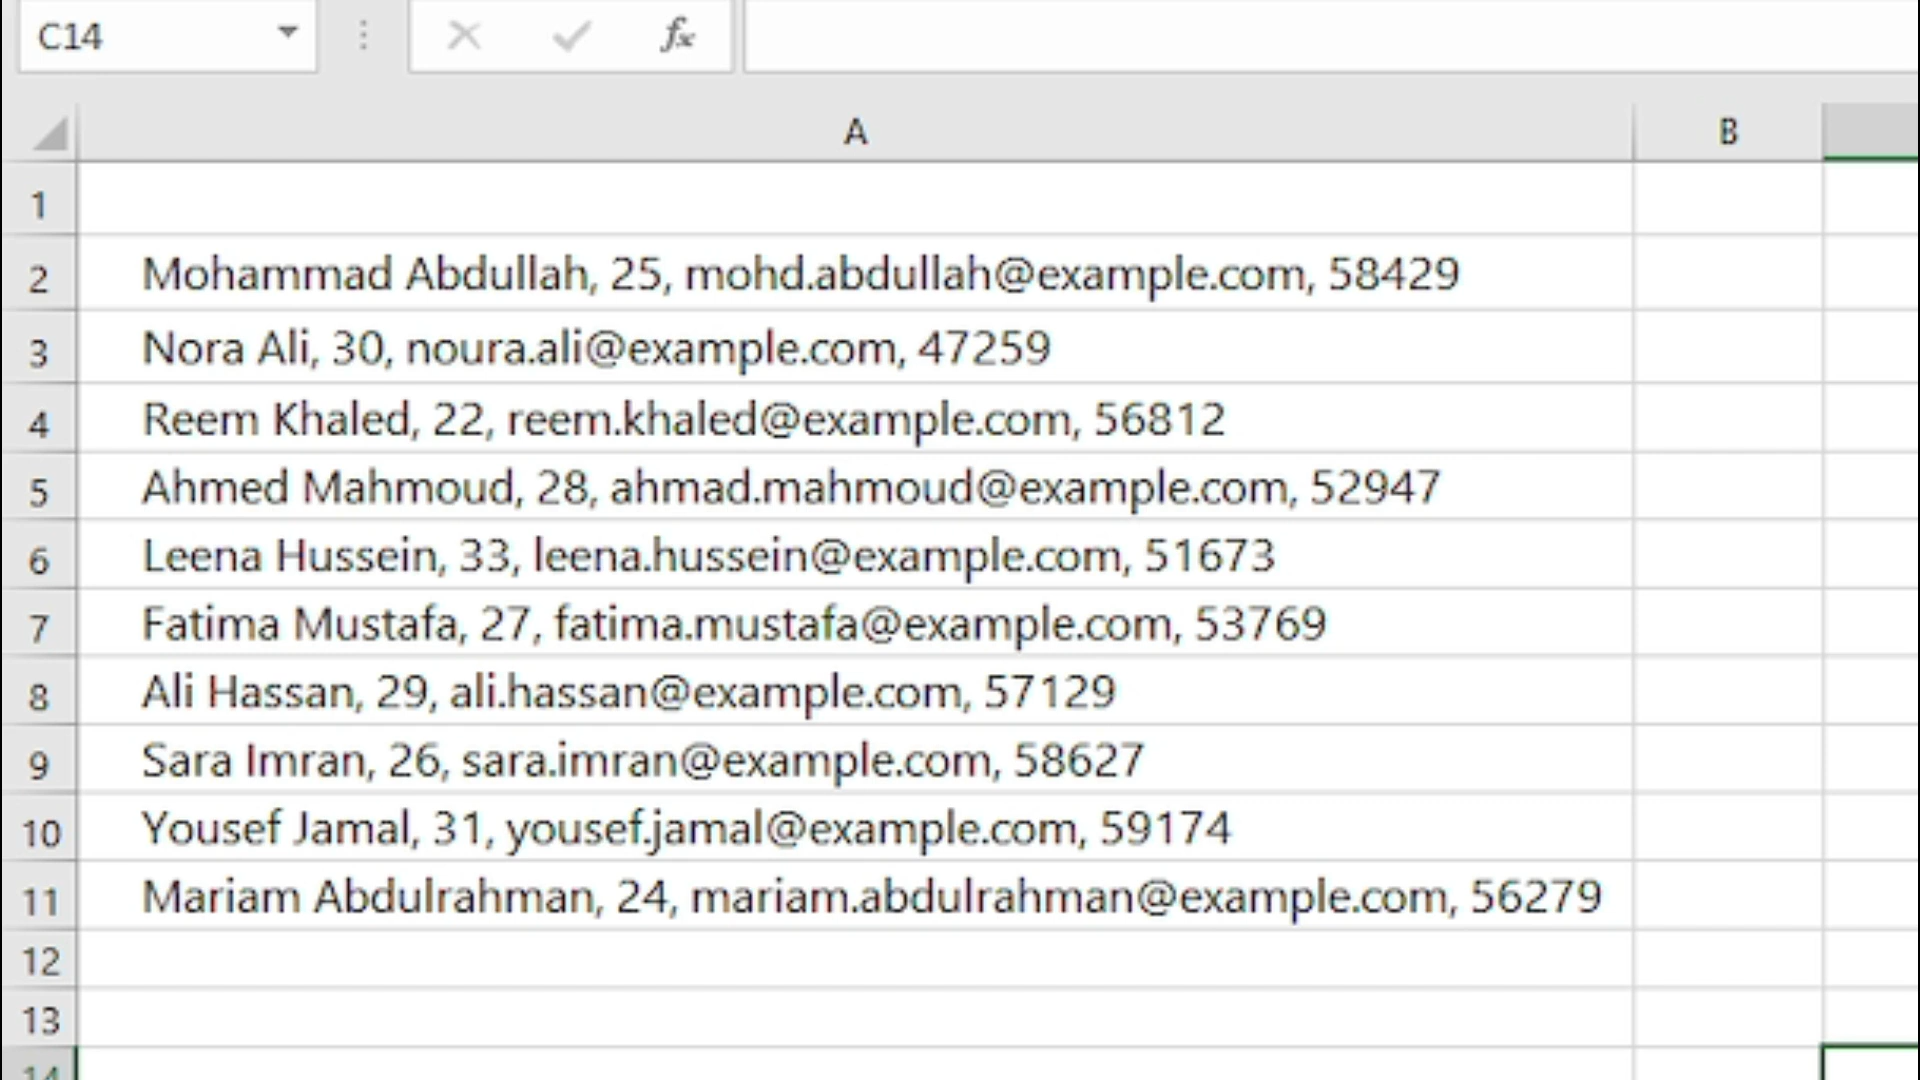 C14
fx
A B
1
2 Mohammad Abdullah, 25, mohd.abdullah@example.com, 58429
3 Nora Ali, 30, noura.ali@example.com, 47259
4 Reem Khaled, 22, reem.khaled@example.com, 56812
5 Ahmed Mahmoud, 28, ahmad.mahmoud@example.com, 52947
6 Leena Hussein, 33, leena.hussein@example.com, 51673
7 Fatima Mustafa, 27, fatima.mustafa@example.com, 53769
8 Ali Hassan, 29, ali.hassan@example.com, 57129
9 Sara Imran, 26, sara.imran@example.com, 58627
10 Yousef Jamal, 31, yousef.jamal@example.com, 59174
11 Mariam Abdulrahman, 24, mariam.abdulrahman@example.com, 56279
12
13
14